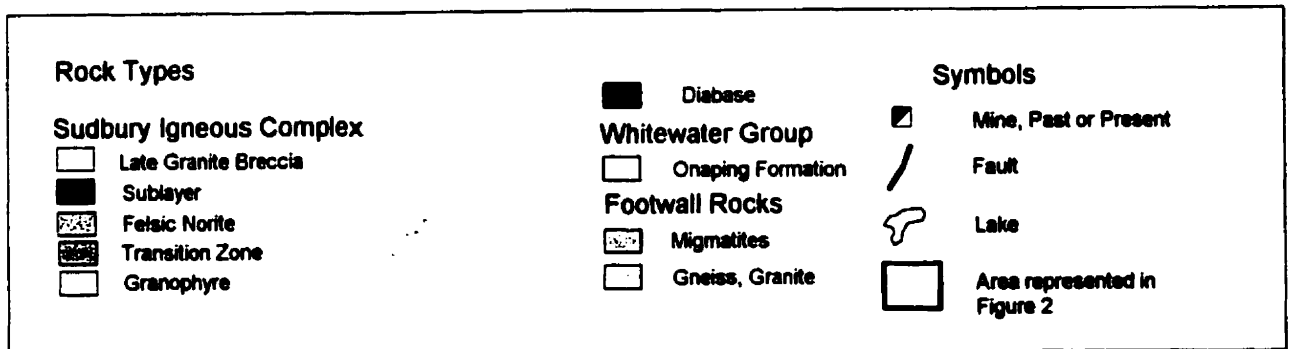 Rock Types
Sudbury Igneous Complex
Late Granite Breccia
Sublayer
Felsic Norite
Transition Zone
Granophyre
Diabase
Whitewater Group
Onaping Formation
Footwall Rocks
Migmatites
Gneiss, Granite
Symbols
Mine, Past or Present
Fault
Lake
Area represented in
Figure 2